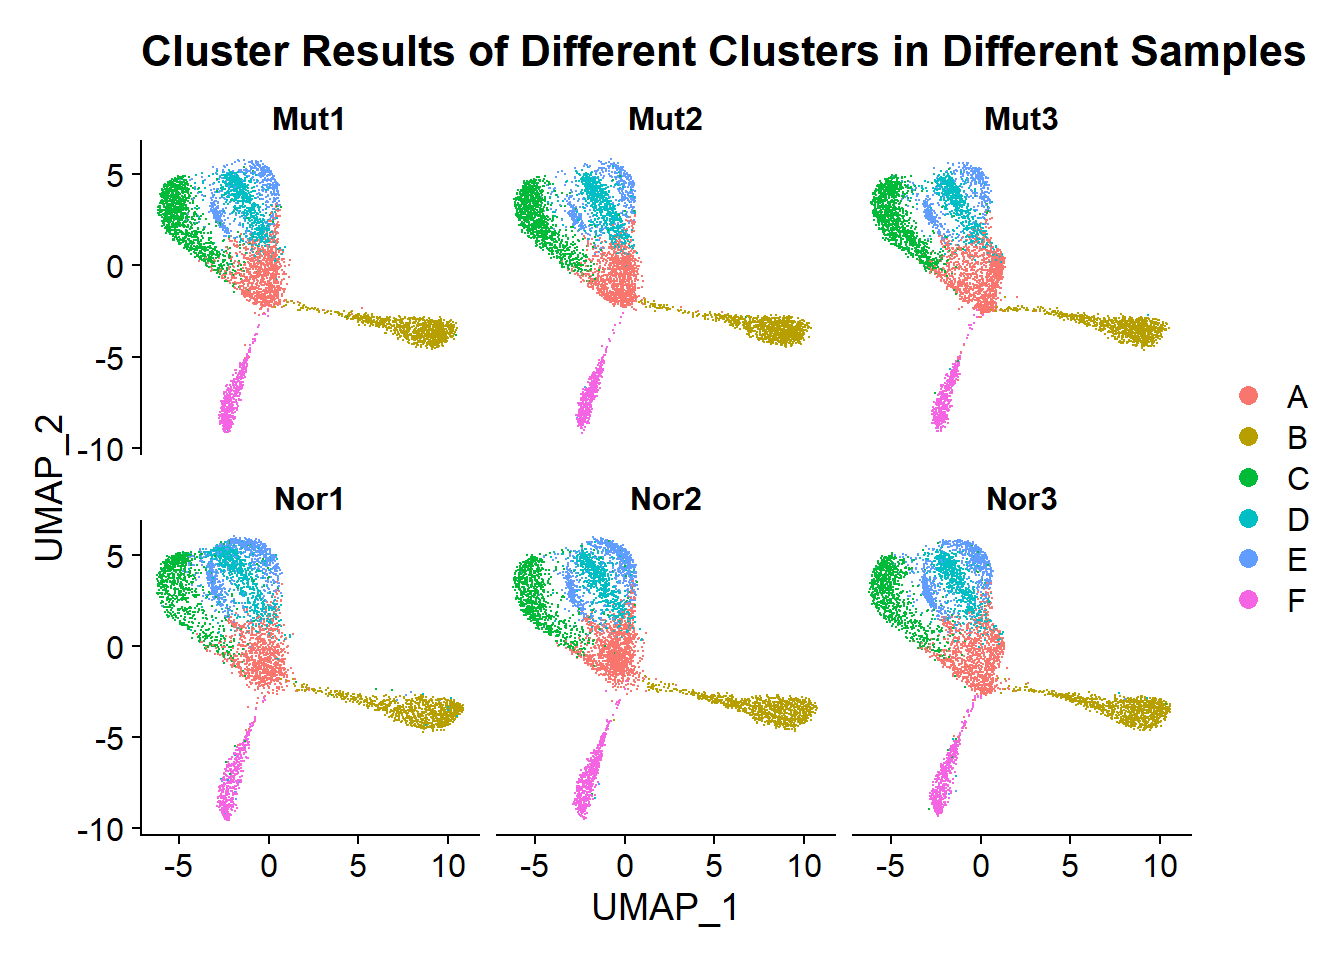 Cluster Results of Different Clusters in Different Samples
Mut1 Mut2 Mut3
5
0
-5
-10
Nor1 Nor2 Nor3
5
0
-5
-10
-5 0 5 10 -5 0 5 10 -5 0 5 10
UMAP_1
UMAP_2
A
B
C
D
E
F